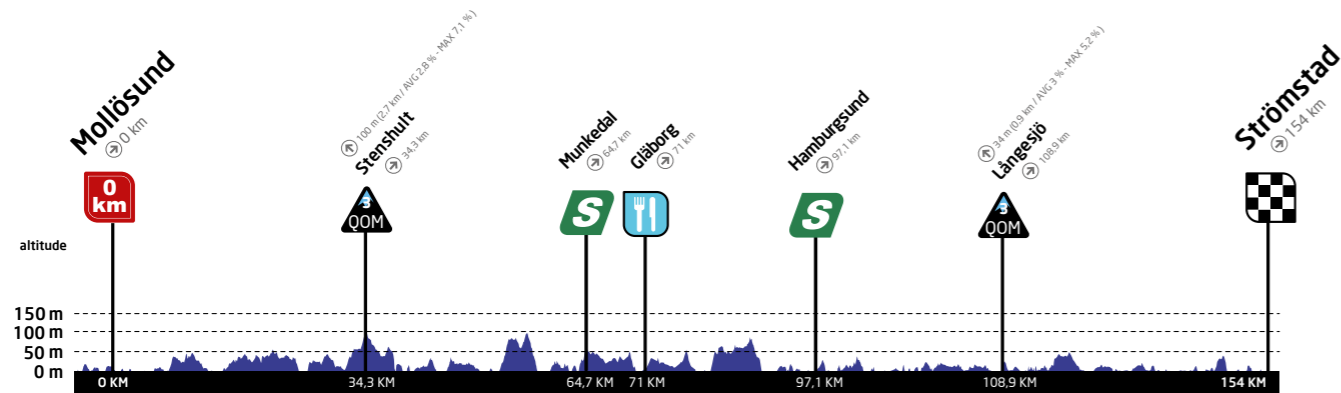 Mollösund
0 km
0
km
100 m (2,7 km / AVG 2,8 % - MAX 7,1 %)
Stenshult
34,3 km
3
QOM
Munkedal
64,7 km
S
Gläborg
71 km
Hamburgsund
97,1 km
S
34 m (0,9 km / AVG 3 % - MAX 5,2 %)
Långesjö
108,9 km
3
QOM
Strömstad
154 km
altitude
150 m
100 m
50 m
0 m
0 KM
34,3 KM
64,7 KM
71 KM
97,1 KM
108,9 KM
154 KM